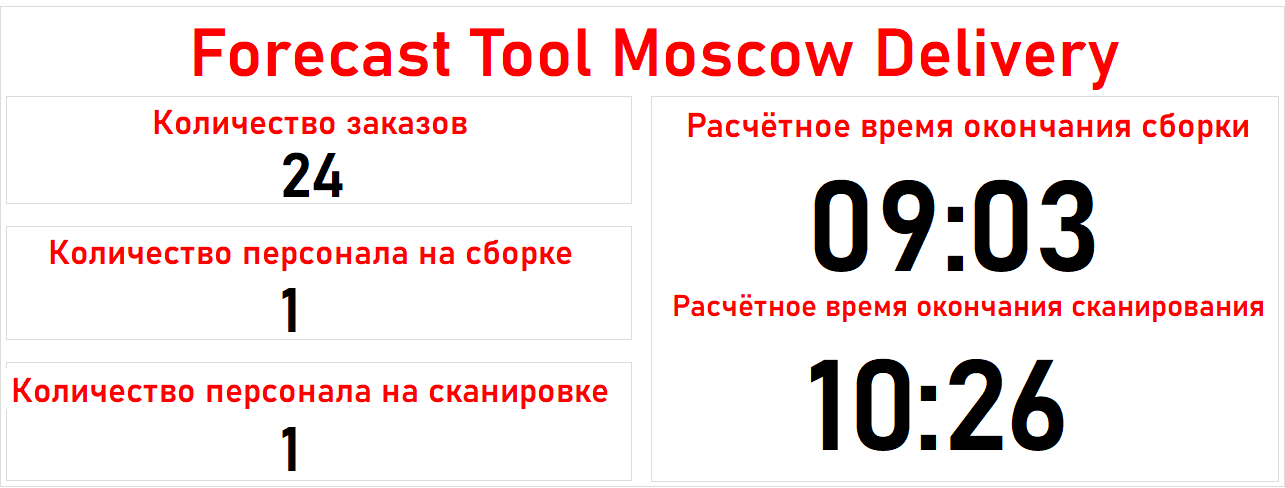 Forecast Tool Moscow Delivery
Количество заказов
24
Количество персонала на сборке
1
Количество персонала на сканировке
1
Расчётное время окончания сборки
09:03
Расчётное время окончания сканирования
10:26